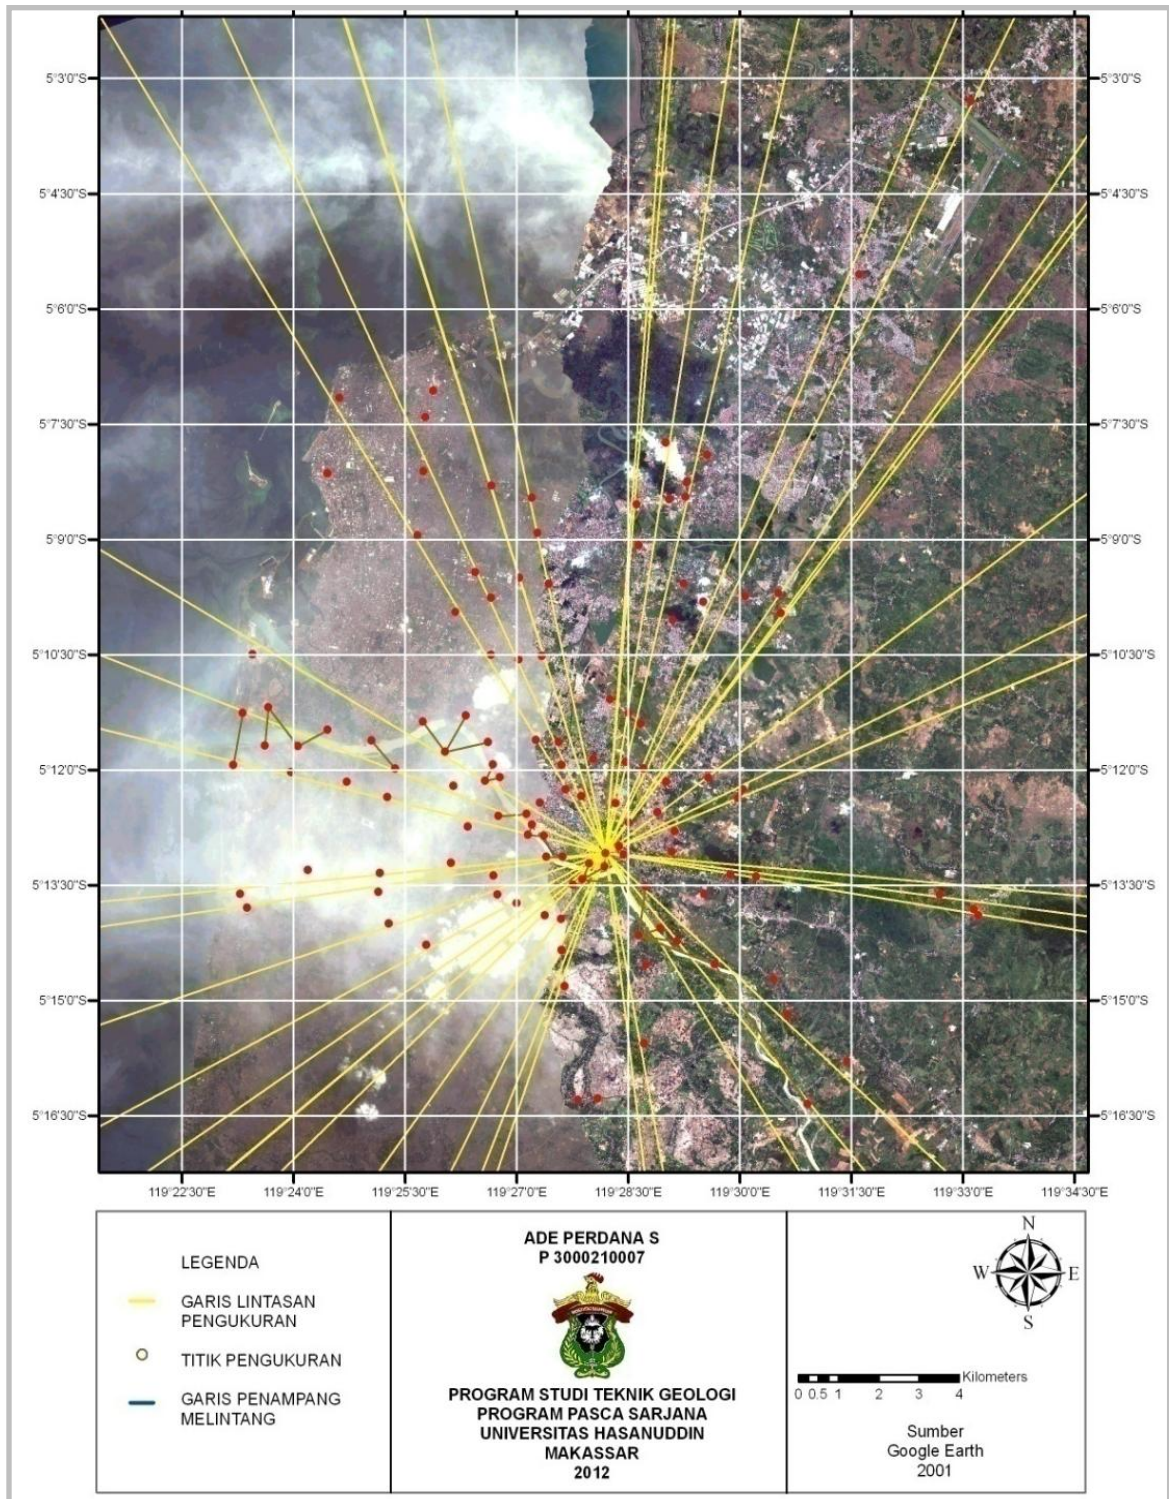 5°3'0"S
5°3'0"S
5°4'30"S
5°4'30"S
5°6'0"S
5°6'0"S
5°7'30"S
5°7'30"S
5°9'0"S
5°9'0"S
5°10'30"S
5°10'30"S
5°12'0"S
5°12'0"S
5°13'30"S
5°13'30"S
5°15'0"S
5°15'0"S
5°16'30"S
5°16'30"S
119°22'30"E 119°24'0"E 119°25'30"E 119°27'0"E 119°28'30"E 119°30'0"E 119°31'30"E 119°33'0"E 119°34'30"E
LEGENDA
GARIS LINTASAN
PENGUKURAN
TITIK PENGUKURAN
GARIS PENAMPANG
MELINTANG
ADE PERDANA S
P 3000210007
PROGRAM STUDI TEKNIK GEOLOGI
PROGRAM PASCA SARJANA
UNIVERSITAS HASANUDDIN
MAKASSAR
2012
N
W E
S
Kilometers
0 0.5 1 2 3 4
Sumber
Google Earth
2001